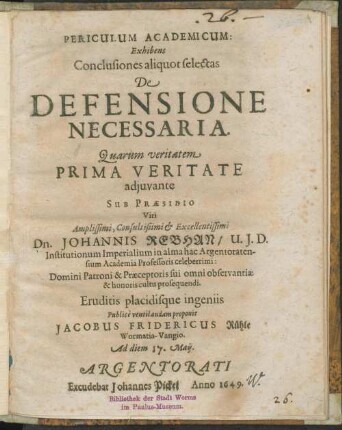 26.
PERICULUM ACADEMICUM:
Exhibens
Conclusiones aliquot selectas
De
DEFENSIONE
NECESSARIA.
Quarum veritatem
PRIMA VERITATE
adjuvante
SUB PRÆSIDIO
Viri
Amplissimi, Consultissimi & Excellentissimi
Dn. JOHANNIS REBHAN/ U.J.D.
Institutionum Imperialium in alma hac Argentoraten-
sium Academia Professoris celeberrimi:
Domini Patroni & Præceptoris sui omni observantiæ
& honoris cultu prosequendi.
Eruditis placidisque ingeniis
Publicè ventilandam proponit
JACOBUS FRIDERICUS Rühle
Wormatia-Vangio.
Ad diem 17. Maij.
ARGENTORATI
Excudebat Johannes Pickel Anno 1649.
Bibliothek der Stadt Worms
im Paulus-Museum.
26.